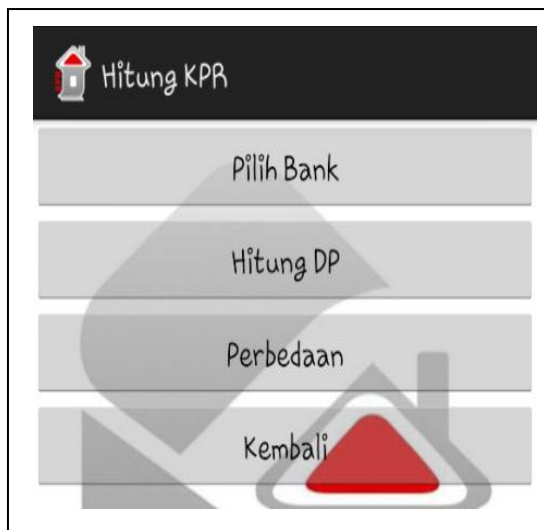 Hitung KPR
Pilih Bank
Hitung DP
Perbedaan
Kembali